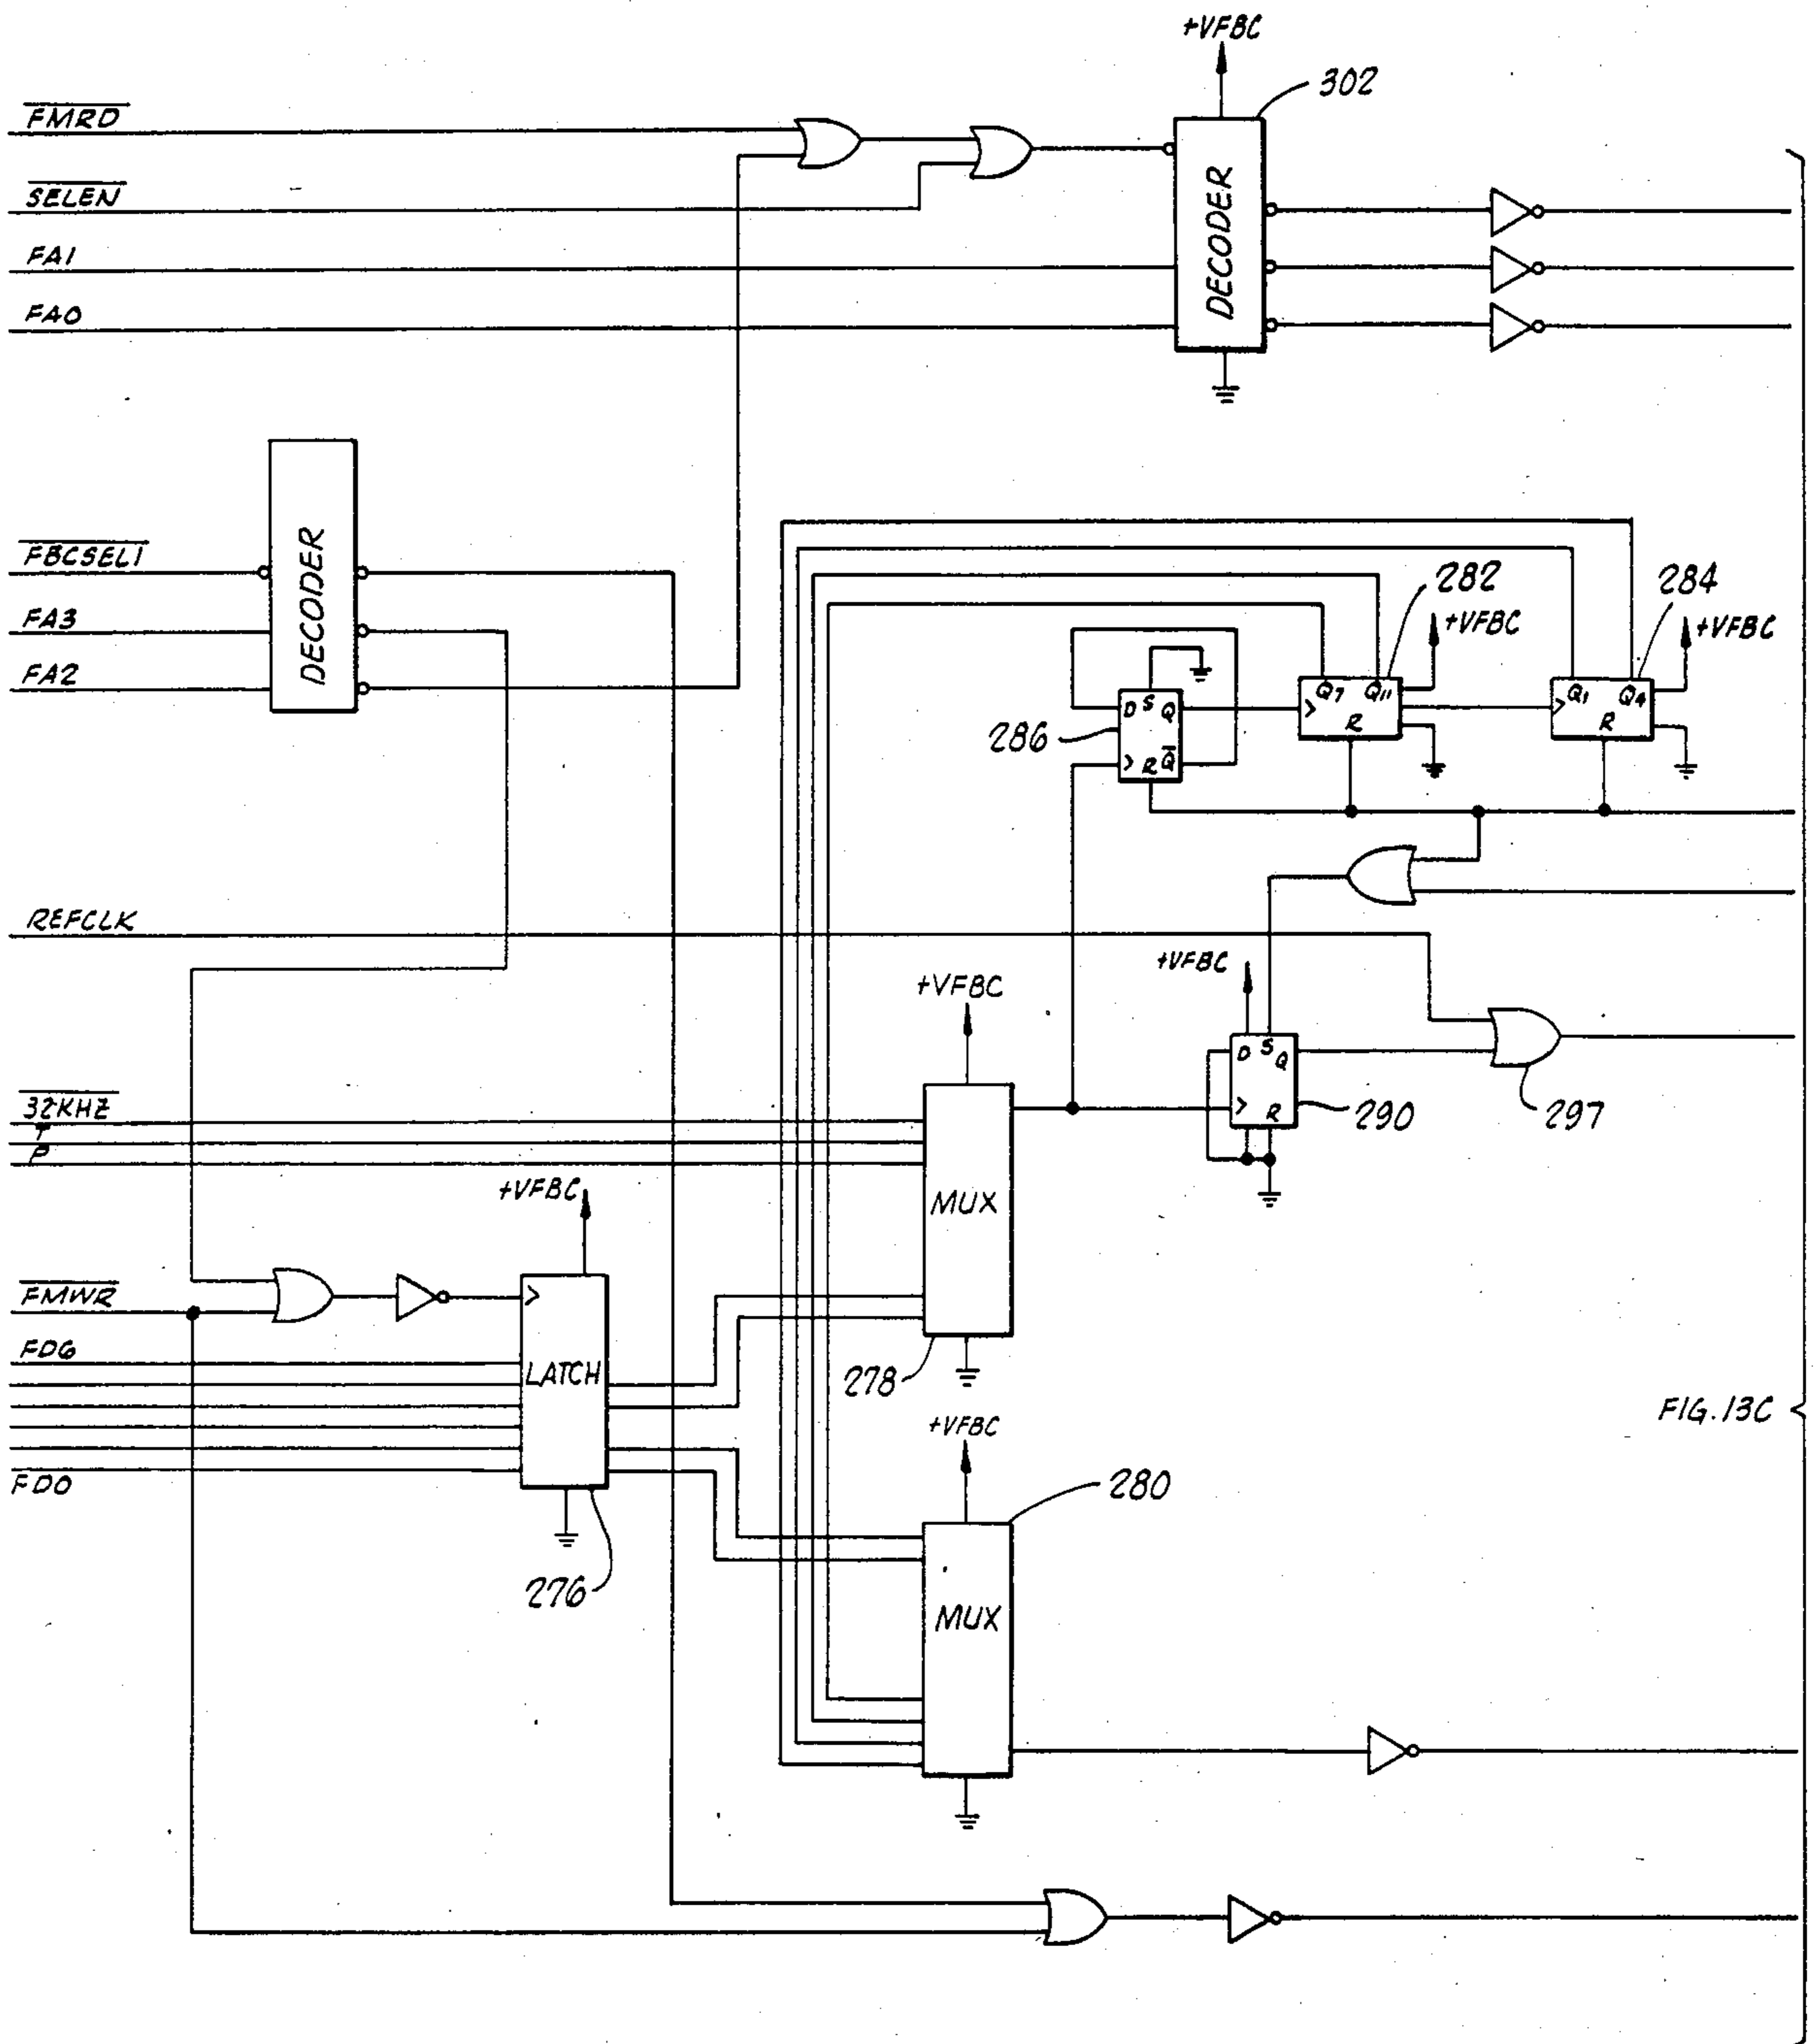 +VFBC
302
FMRD
SELEN
FA1
FA0
DECODER
FBCSEL1
FA3
FA2
DECODER
282
284
+VFBC
+VFBC
Q7 Q11
R
Q1 Q4
R
D S Q
R Q
286
REFCLK
+VFBC
+VFBC
D S Q
R
290
297
32KHZ
T
P
MUX
+VFBC
FMWR
FD6
LATCH
278
FD0
276
+VFBC
280
MUX
FIG. 13C